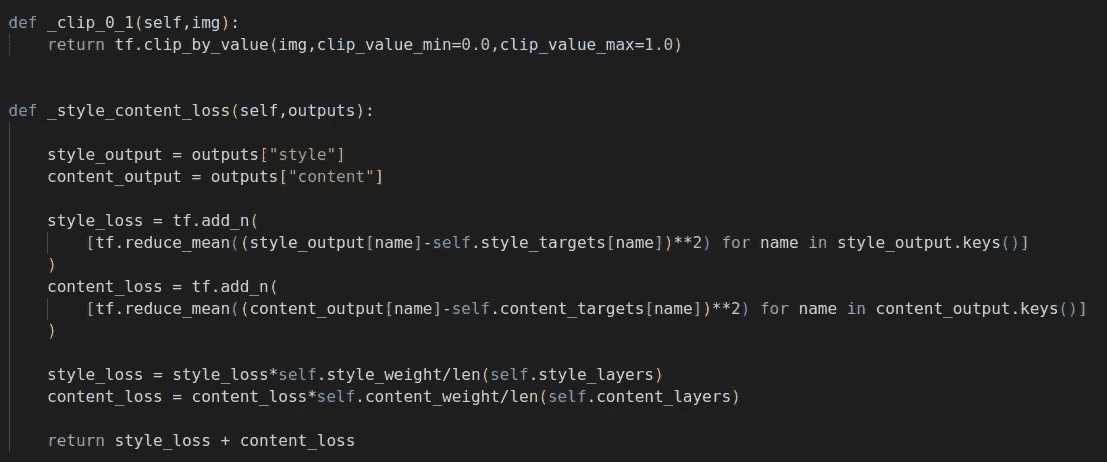 def _clip_0_1(self,img):
    return tf.clip_by_value(img,clip_value_min=0.0,clip_value_max=1.0)
def _style_content_loss(self,outputs):
    style_output = outputs["style"]
    content_output = outputs["content"]
    style_loss = tf.add_n(
        [tf.reduce_mean((style_output[name]-self.style_targets[name])**2) for name in style_output.keys()]
    )
    content_loss = tf.add_n(
        [tf.reduce_mean((content_output[name]-self.content_targets[name])**2) for name in content_output.keys()]
    )
    style_loss = style_loss*self.style_weight/len(self.style_layers)
    content_loss = content_loss*self.content_weight/len(self.content_layers)
    return style_loss + content_loss